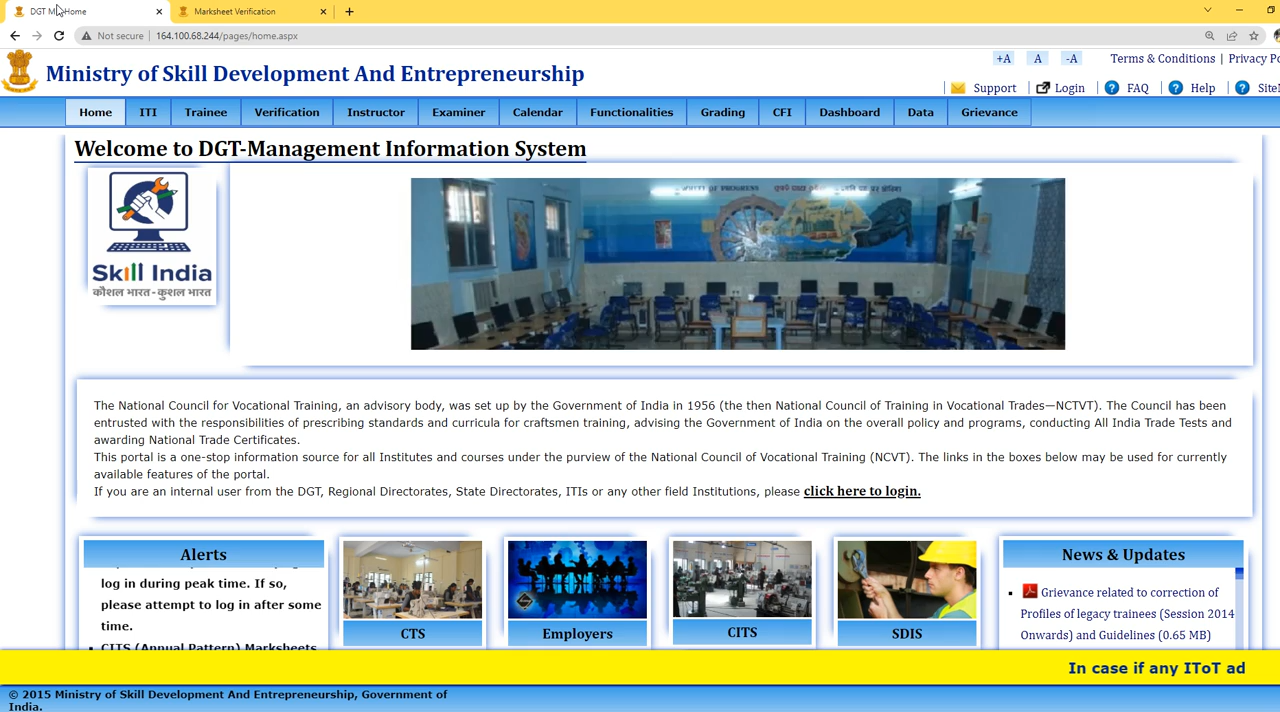 DGT M Home
Marksheet Verification
Not secure
164.100.68.244/pages/home.aspx
+A A -A
Terms & Conditions | Privacy Po
Ministry of Skill Development And Entrepreneurship
Support | Login | FAQ | Help | Site
Home ITI Trainee Verification Instructor Examiner Calendar Functionalities Grading CFI Dashboard Data Grievance
Welcome to DGT-Management Information System
Skill India
कौशल भारत-कुशल भारत
The National Council for Vocational Training, an advisory body, was set up by the Government of India in 1956 (the then National Council of Training in Vocational Trades—NCTVT). The Council has been
entrusted with the responsibilities of prescribing standards and curricula for craftsmen training, advising the Government of India on the overall policy and programs, conducting All India Trade Tests and
awarding National Trade Certificates.
This portal is a one-stop information source for all Institutes and courses under the purview of the National Council of Vocational Training (NCVT). The links in the boxes below may be used for currently
available features of the portal.
If you are an internal user from the DGT, Regional Directorates, State Directorates, ITIs or any other field Institutions, please click here to login.
Alerts
log in during peak time. If so,
please attempt to log in after some
time.
CITS (Annual Pattern) Marksheets
CTS
Employers
CITS
SDIS
News & Updates
Grievance related to correction of
Profiles of legacy trainees (Session 2014
Onwards) and Guidelines (0.65 MB)
In case if any IToT ad
© 2015 Ministry of Skill Development And Entrepreneurship, Government of
India.